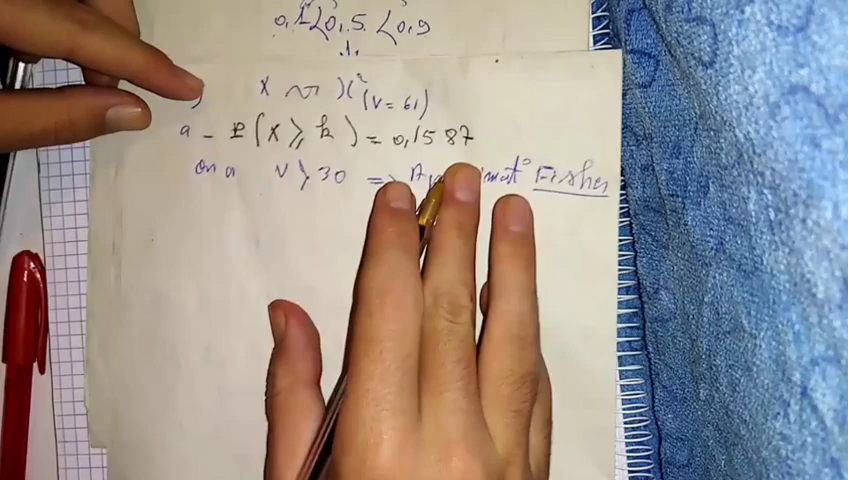 0,1<0,5<0,9
X ~> χ² (ν = 61)
a - P(X ≥ k) = 0,1587
on a ν > 30 => Fisher